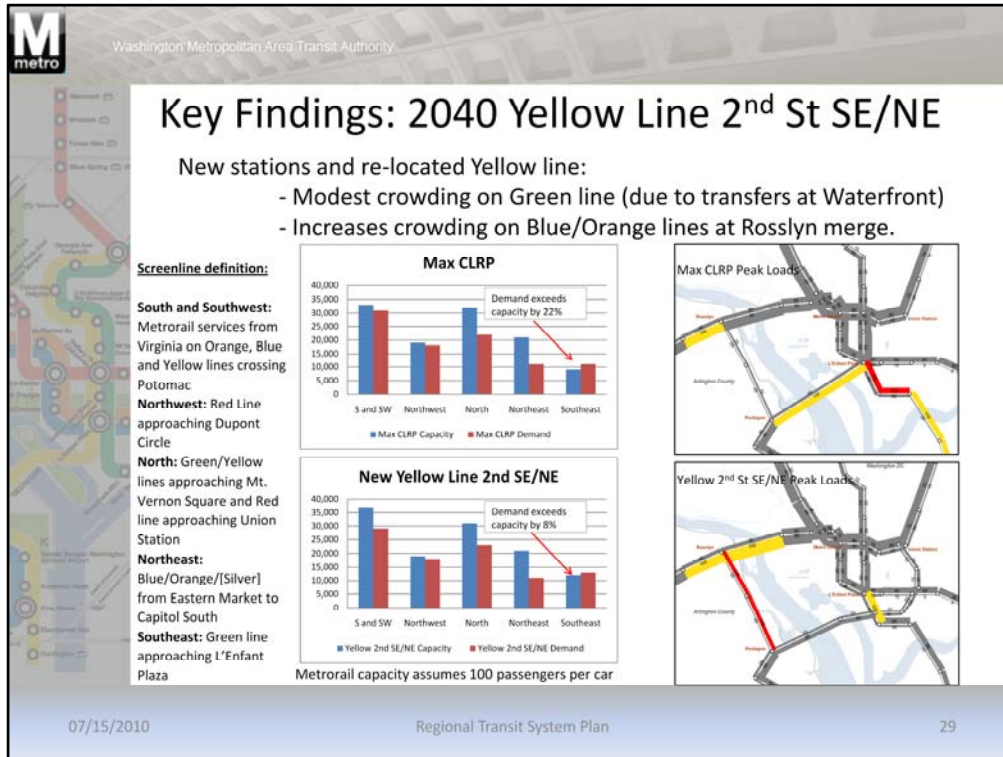 M
metro
Washington Metropolitan Area Transit Authority
Key Findings: 2040 Yellow Line 2nd St SE/NE
New stations and re-located Yellow line:
- Modest crowding on Green line (due to transfers at Waterfront)
- Increases crowding on Blue/Orange lines at Rosslyn merge.
Screenline definition:
South and Southwest:
Metrorail services from
Virginia on Orange, Blue
and Yellow lines crossing
Potomac
Northwest: Red Line
approaching Dupont
Circle
North: Green/Yellow
lines approaching Mt.
Vernon Square and Red
line approaching Union
Station
Northeast:
Blue/Orange/[Silver]
from Eastern Market to
Capitol South
Southeast: Green line
approaching L'Enfant
Plaza
Max CLRP
40,000
35,000
30,000
25,000
20,000
15,000
10,000
5,000
0
Demand exceeds
capacity by 22%
S and SW Northwest North Northeast Southeast
Max CLRP Capacity Max CLRP Demand
New Yellow Line 2nd SE/NE
40,000
35,000
30,000
25,000
20,000
15,000
10,000
5,000
0
Demand exceeds
capacity by 8%
S and SW Northwest North Northeast Southeast
Yellow 2nd SE/NE Capacity Yellow 2nd SE/NE Demand
Metrorail capacity assumes 100 passengers per car
Max CLRP Peak Loads
Rosslyn
Union Station
Arlington County
Pentagon
Washington DC
Yellow 2nd St SE/NE Peak Loads
Rosslyn
Union Station
Arlington County
Pentagon
07/15/2010
Regional Transit System Plan
29